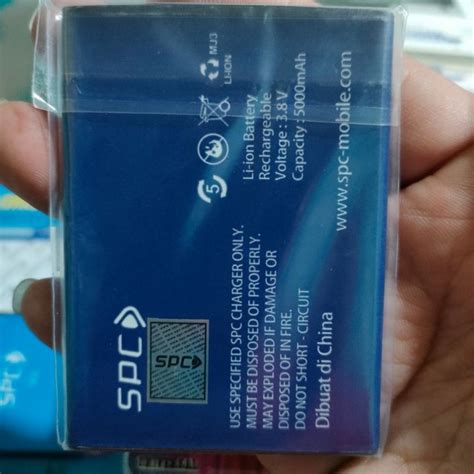 SPC
SPC
MJ3
LI-ION
5
Li-ion Battery
Rechargeable
Voltage : 3.8 V
Capacity : 5000mAh
www.spc-mobile.com
USE SPECIFIED SPC CHARGER ONLY.
MUST BE DISPOSED OF PROPERLY.
MAY EXPLODED IF DAMAGE OR
DISPOSED OF IN FIRE.
DO NOT SHORT - CIRCUIT
Dibuat di China
SPC